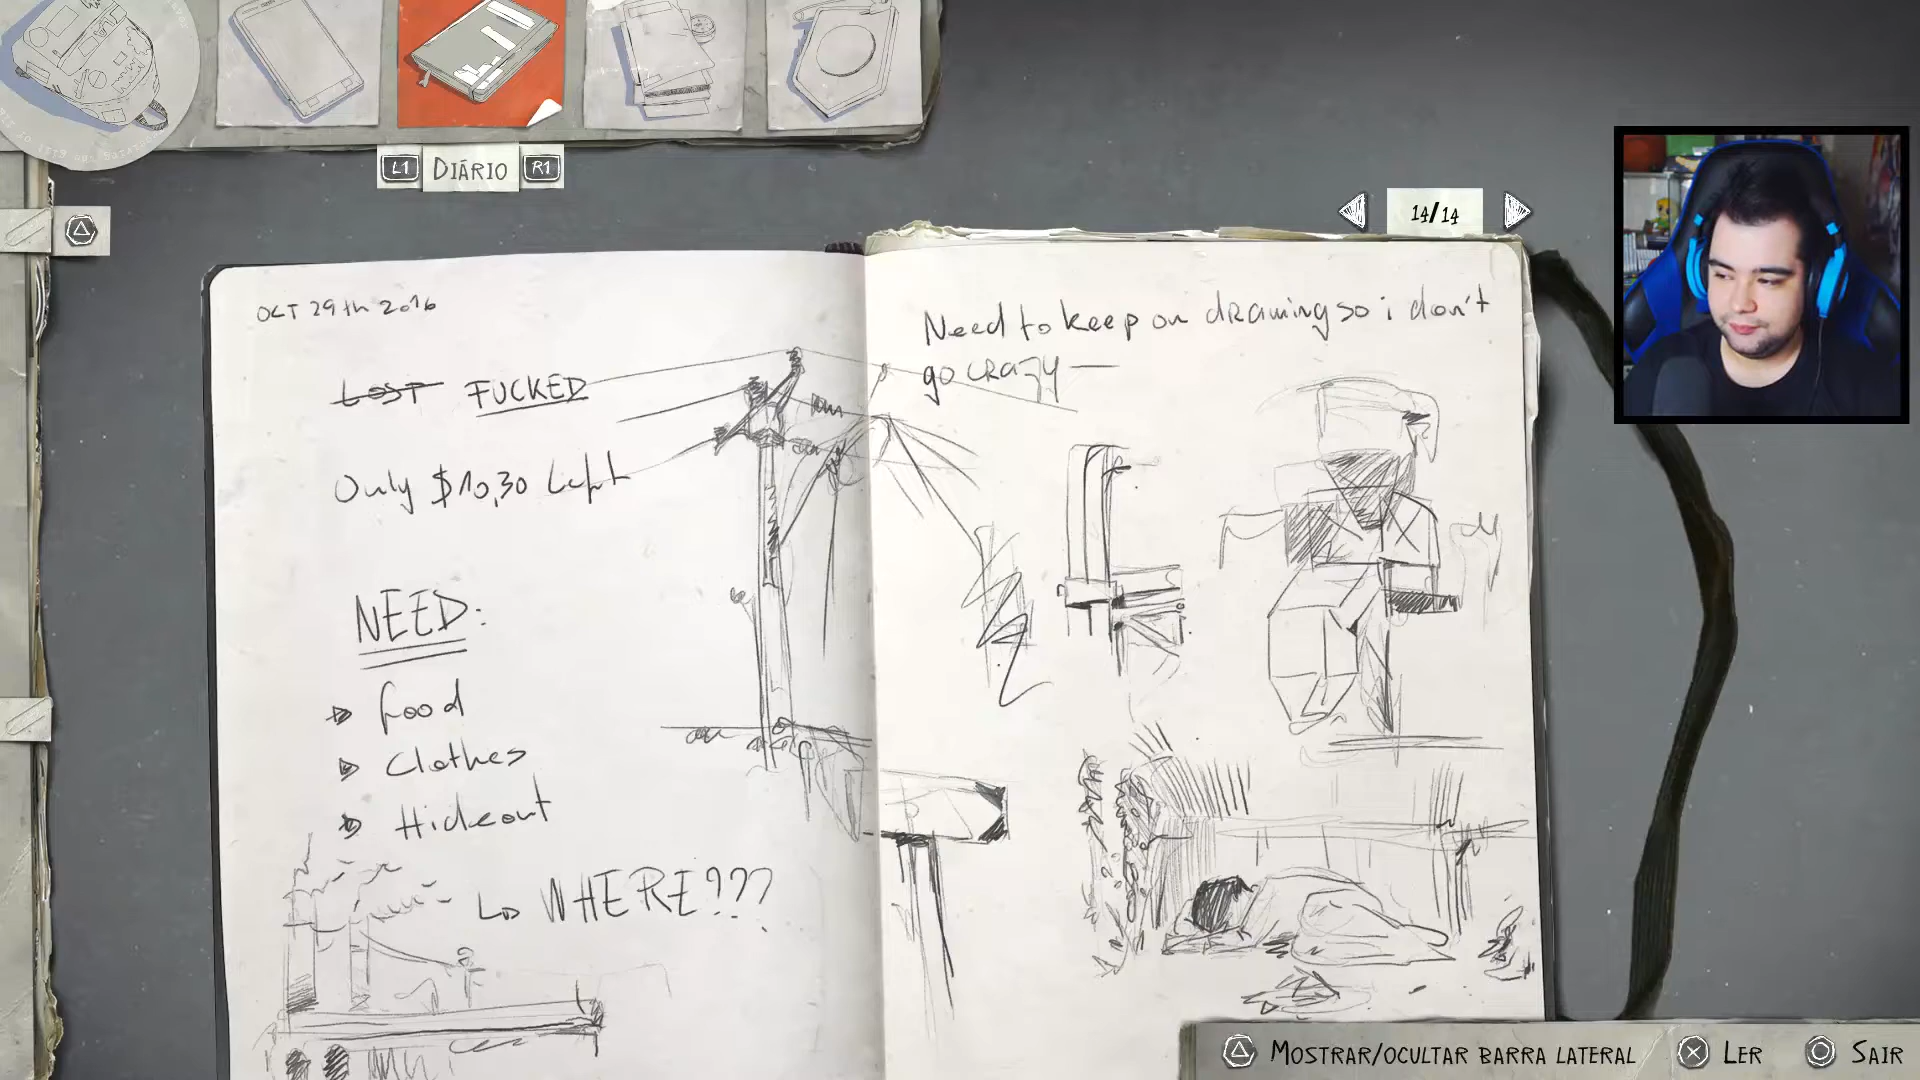 L1 DIÁRIO R1
14/14
OCT 29th 2016
LOST FUCKED
Only $10,30 Left
NEED:
food
Clothes
Hideout
WHERE???
Need to keep on drawing so i don't
go crazy —
MOSTRAR/OCULTAR BARRA LATERAL LER SAIR